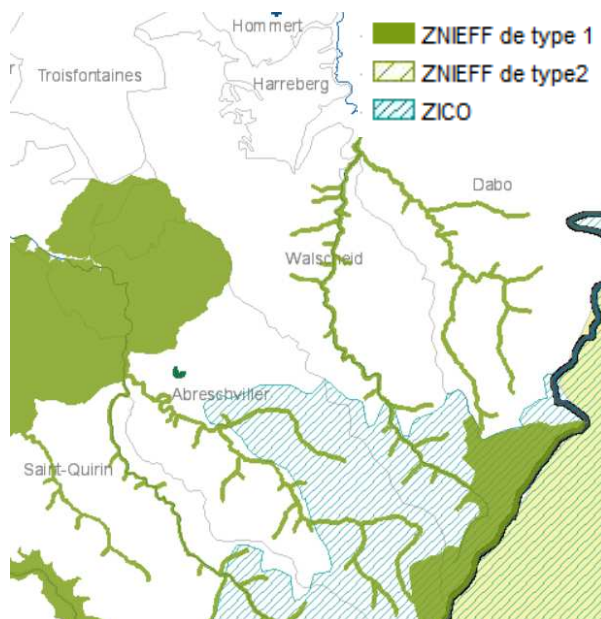 Hommert
ZNIEFF de type 1
Troisfontaines
r
ZNIEFF de type2
Harreberg
ZICO
Dabo
Walscheid
Abreschviller
Saint-Quirin